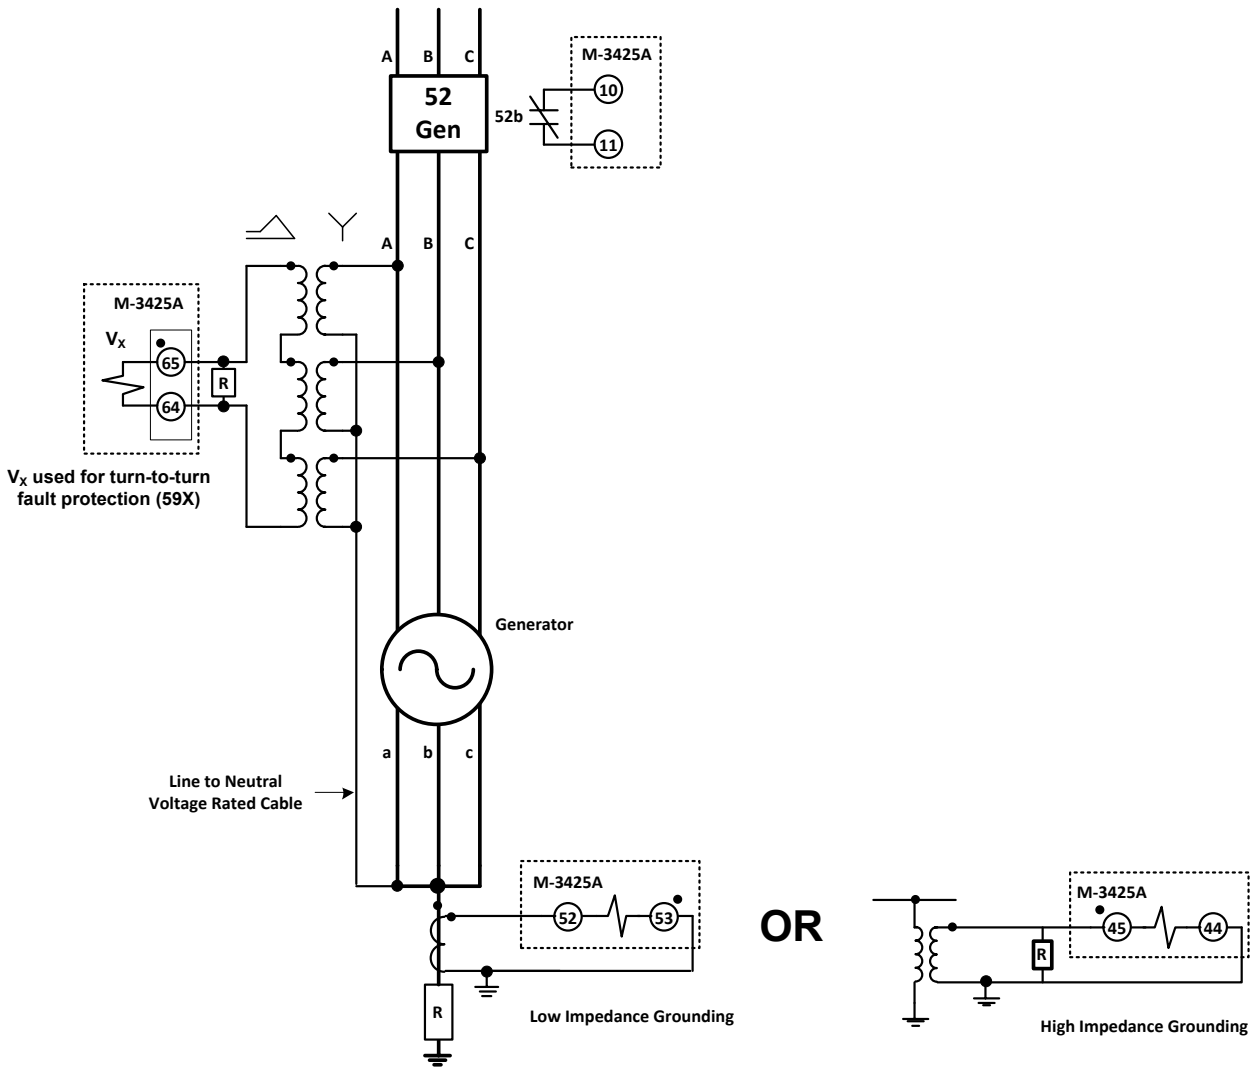 A B C
52
Gen
52b
M-3425A
10
11
A B C
M-3425A
VX
65
64
R
VX used for turn-to-turn
fault protection (59X)
Generator
a b c
Line to Neutral
Voltage Rated Cable
M-3425A
52
53
R
Low Impedance Grounding
OR
M-3425A
45
44
R
High Impedance Grounding